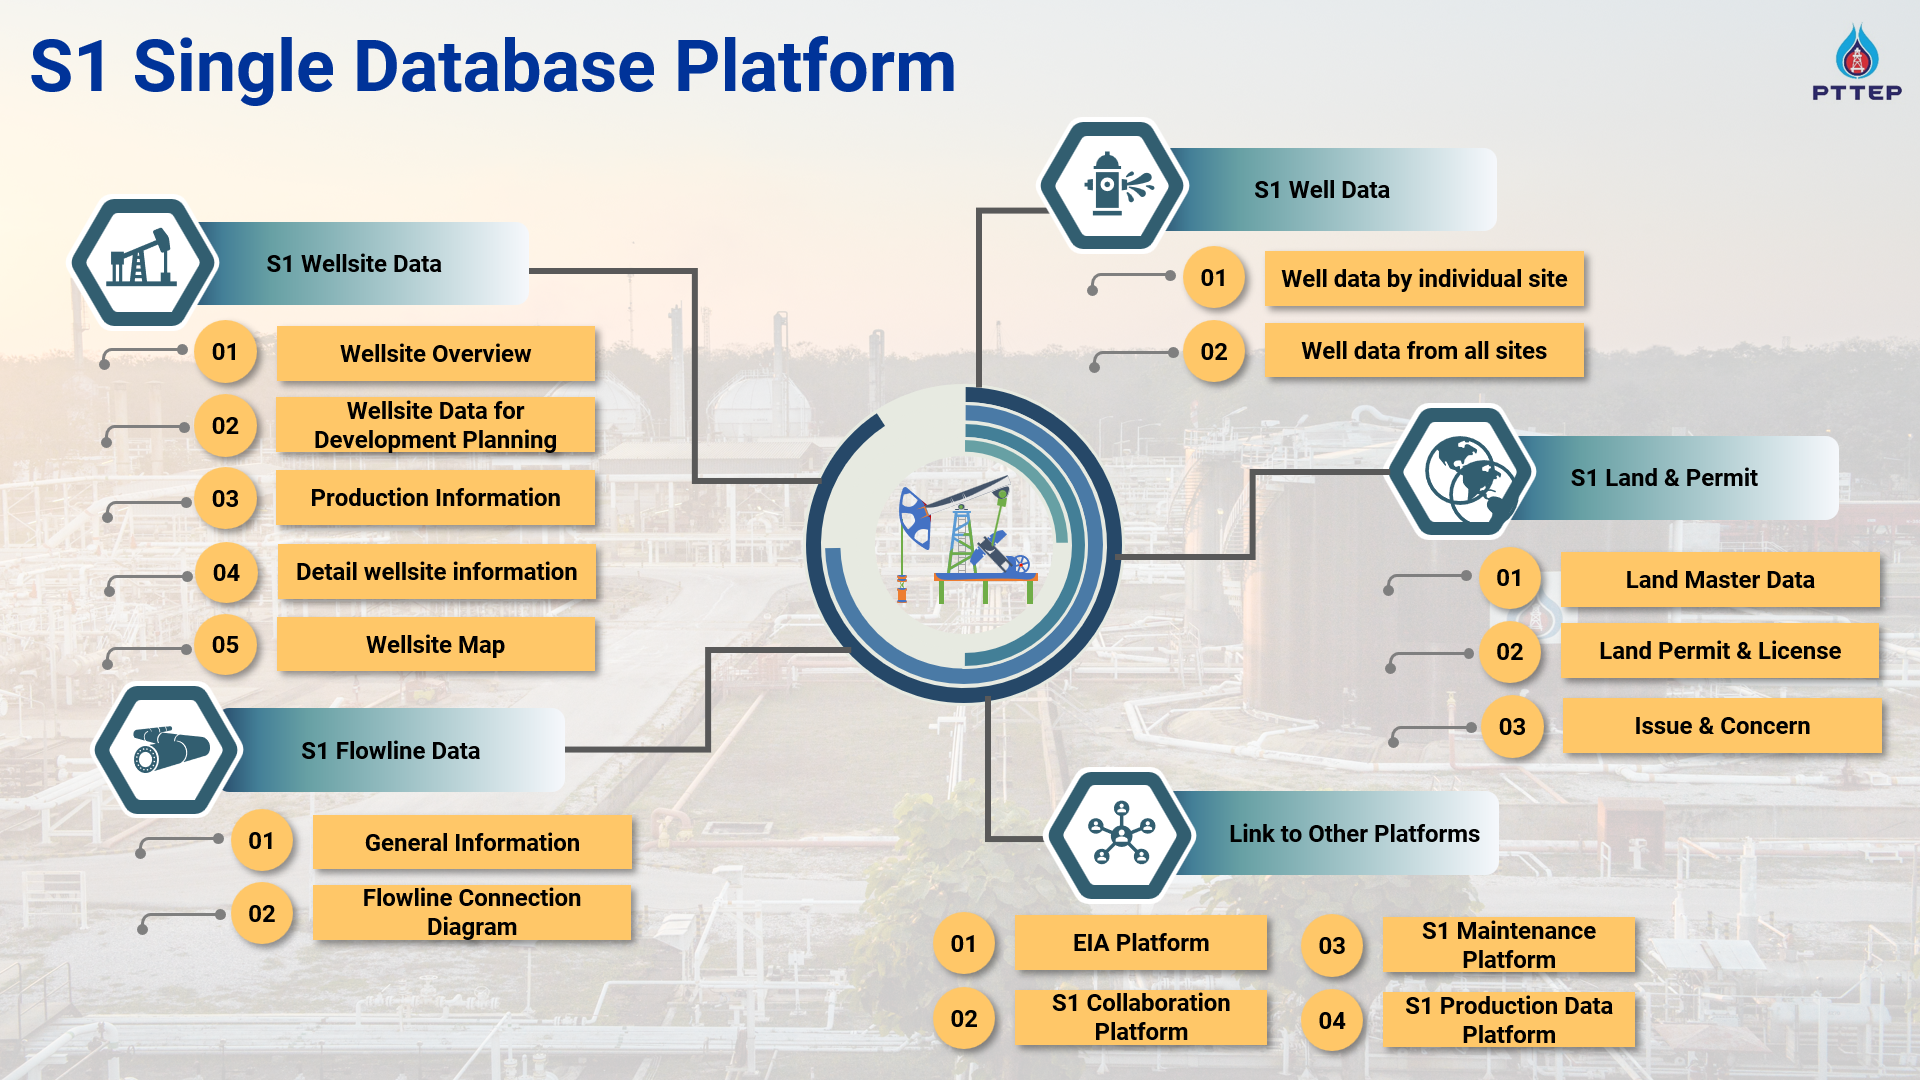 S1 Single Database Platform
PTTEP
S1 Wellsite Data
01
Wellsite Overview
02
Wellsite Data for
Development Planning
03
Production Information
04
Detail wellsite information
05
Wellsite Map
S1 Flowline Data
01
General Information
02
Flowline Connection
Diagram
S1 Well Data
01
Well data by individual site
02
Well data from all sites
S1 Land & Permit
01
Land Master Data
02
Land Permit & License
03
Issue & Concern
Link to Other Platforms
01
EIA Platform
02
S1 Collaboration
Platform
03
S1 Maintenance
Platform
04
S1 Production Data
Platform